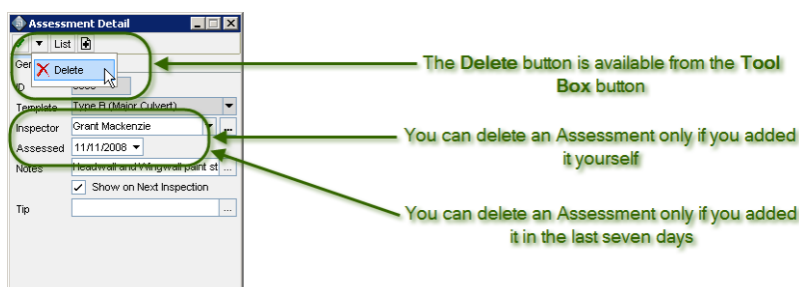 Assessment Detail
List
Delete
The Delete button is available from the Tool
Box button
Template Type B (Major Culvert)
Inspector Grant Mackenzie ...
Assessed 11/11/2008
You can delete an Assessment only if you added
it yourself
Notes Headwall and Wingwall paint st ...
Show on Next Inspection
Tip ...
You can delete an Assessment only if you added
it in the last seven days